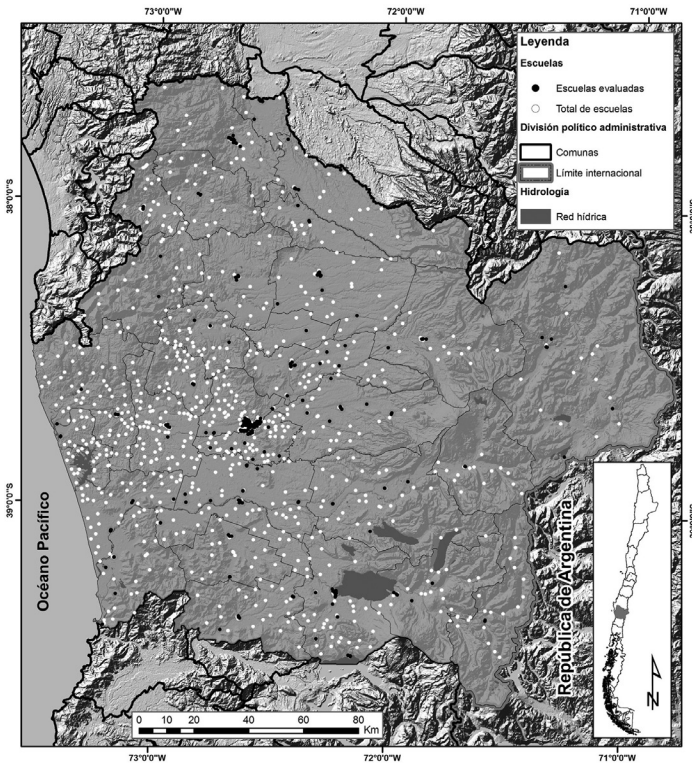 73°0'0"W
72°0'0"W
71°0'0"W
Leyenda
Escuelas
Escuelas evaluadas
Total de escuelas
División político administrativa
Comunas
Límite internacional
Hidrología
Red hídrica
38°0'0"S
39°0'0"S
Océano Pacífico
República de Argentina
N
0 10 20 40 60 80
Km
73°0'0"W
72°0'0"W
71°0'0"W